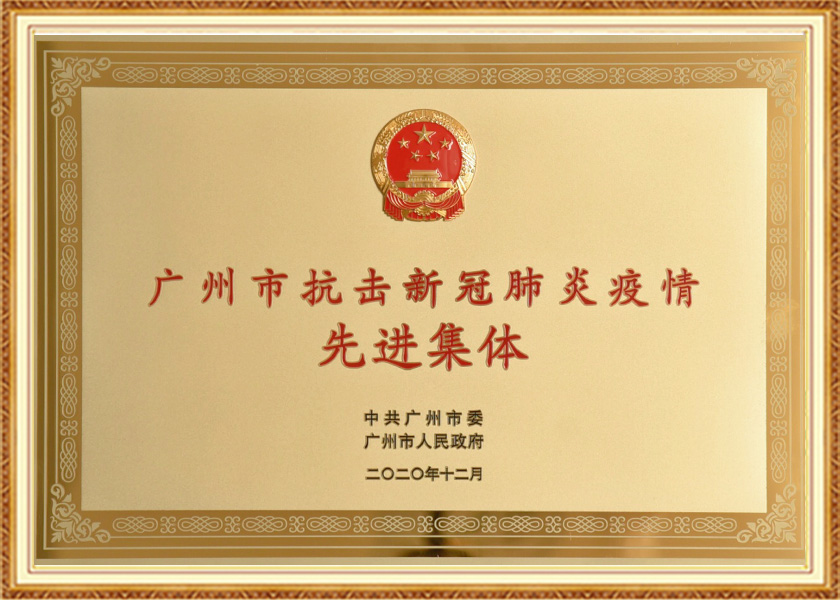 广州市抗击新冠肺炎疫情
先进集体
中共广州市委
广州市人民政府
二〇二〇年十二月